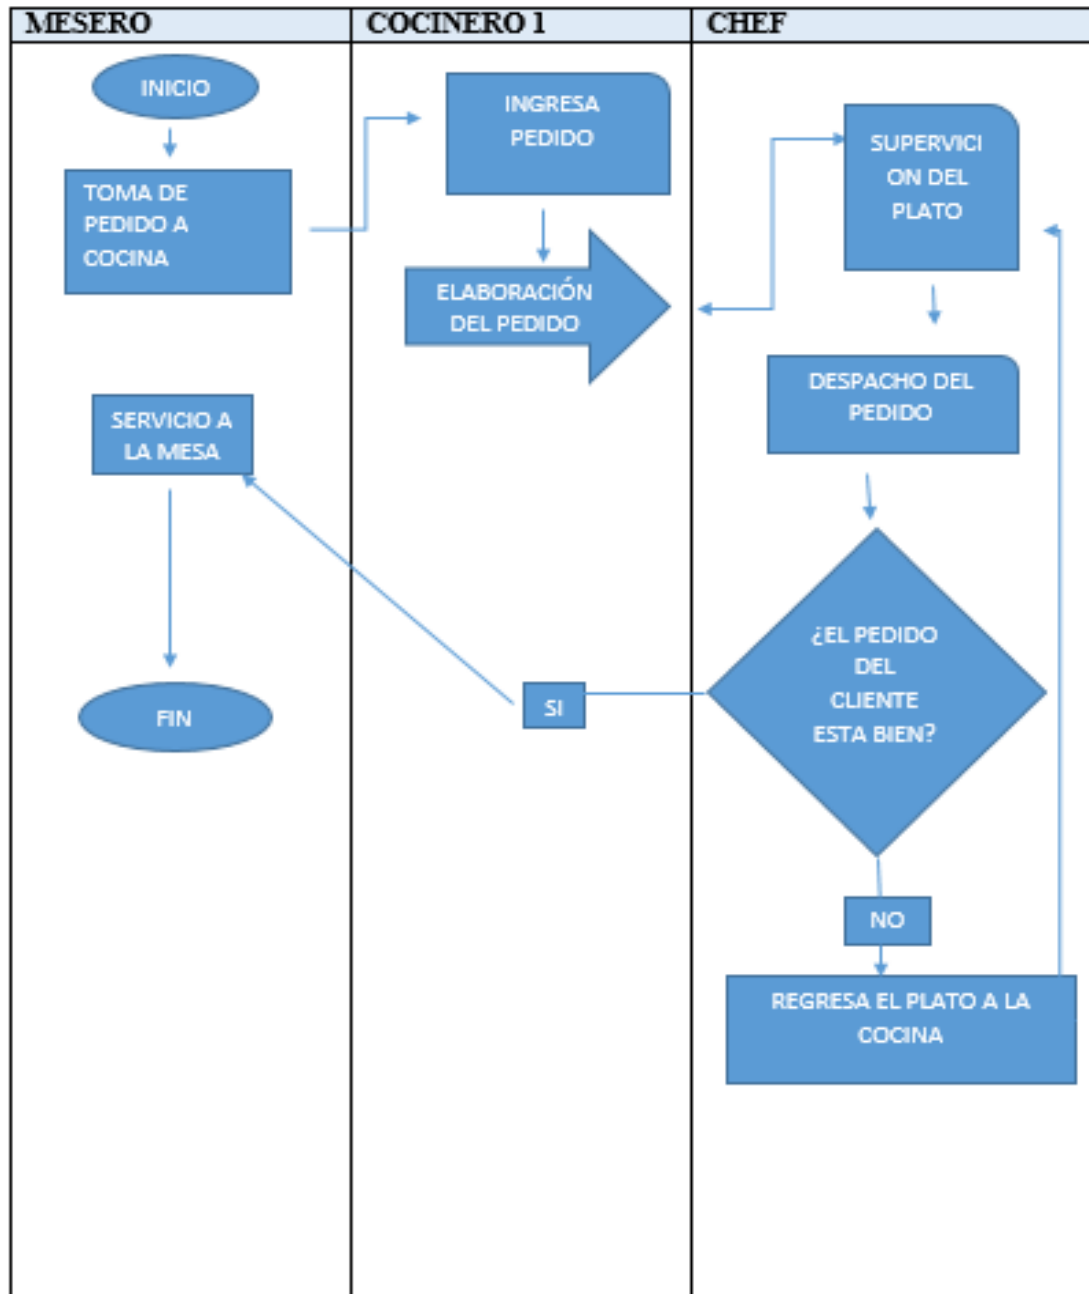 MESERO
COCINERO 1
CHEF
INICIO
TOMA DE
PEDIDO A
COCINA
SERVICIO A
LA MESA
FIN
INGRESA
PEDIDO
ELABORACIÓN
DEL PEDIDO
SI
SUPERVICI
ON DEL
PLATO
DESPACHO DEL
PEDIDO
¿EL PEDIDO
DEL
CLIENTE
ESTA BIEN?
NO
REGRESA EL PLATO A LA
COCINA